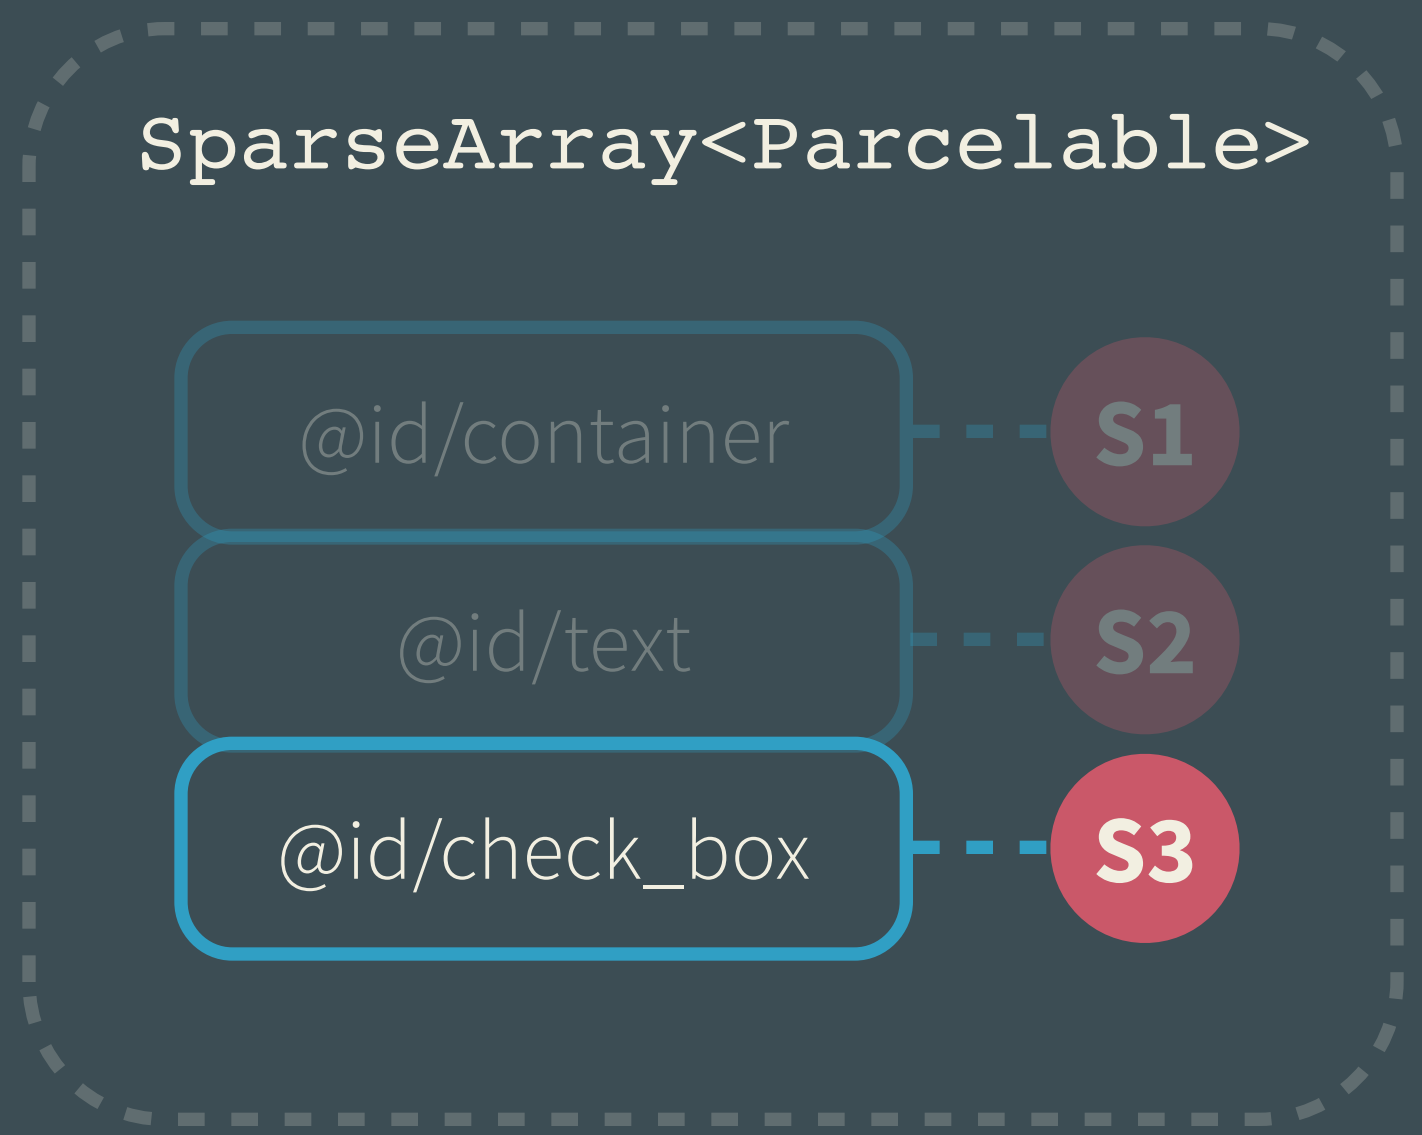 SparseArray<Parcelable>
@id/container S1
@id/text S2
@id/check_box S3